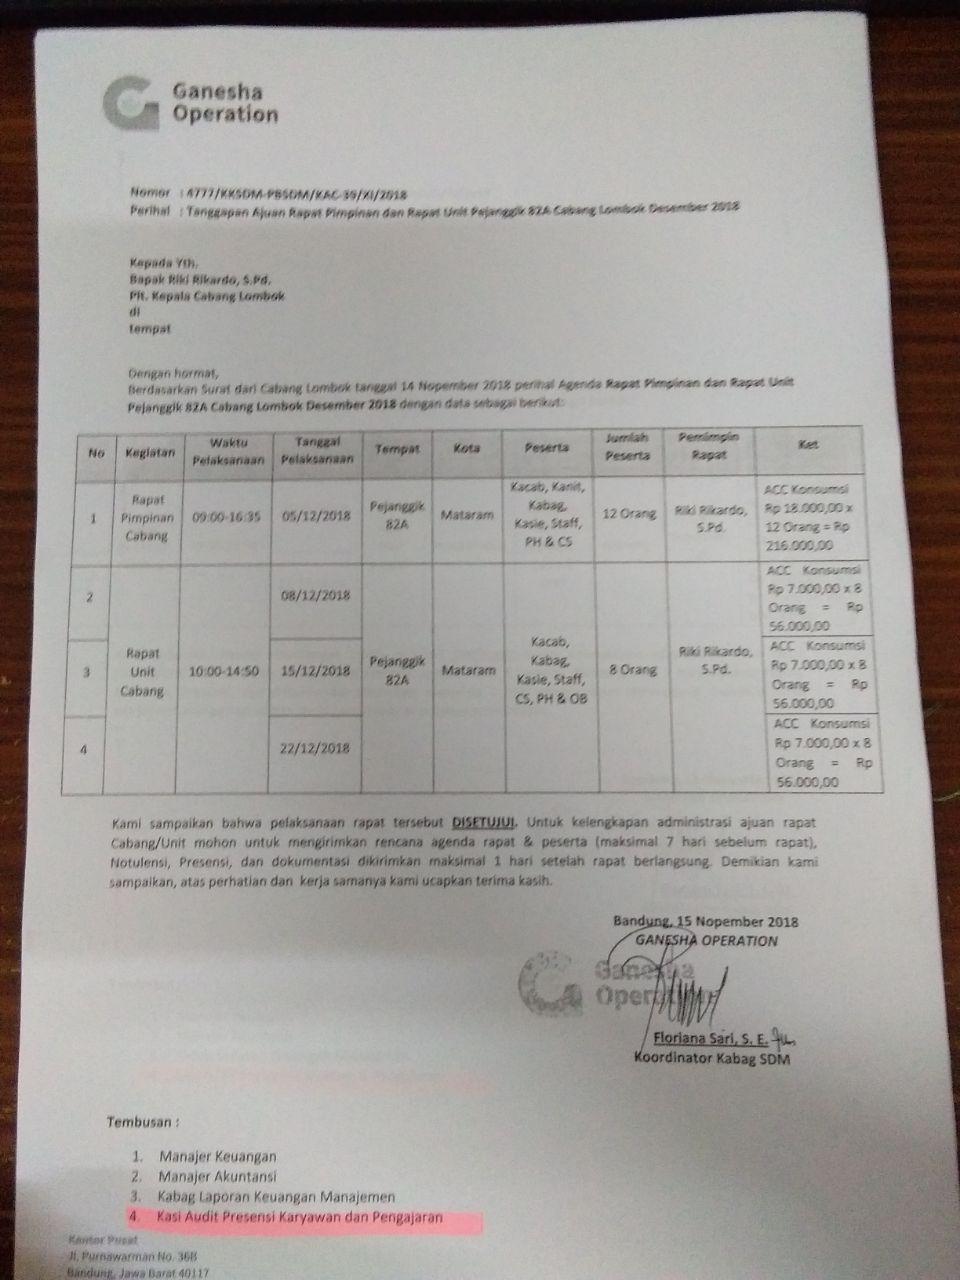 Ganesha
Operation
Nomor : 4777/KKSDM-PBSDM/KAC-39/XI/2018
Perihal : Tanggapan Ajuan Rapat Pimpinan dan Rapat Unit Pejanggik 82A Cabang Lombok Desember 2018
Kepada Yth.
Bapak Riki Rikardo, S.Pd.
Plt. Kepala Cabang Lombok
di
tempat
Dengan hormat,
Berdasarkan Surat dari Cabang Lombok tanggal 14 Nopember 2018 perihal Agenda Rapat Pimpinan dan Rapat Unit
Pejanggik 82A Cabang Lombok Desember 2018 dengan data sebagai berikut:
No Kegiatan Waktu Pelaksanaan Tanggal Pelaksanaan Tempat Kota Peserta Jumlah Peserta Pemimpin Rapat Ket
1 Rapat Pimpinan Cabang 09:00-16:35 05/12/2018 Pejanggik 82A Mataram Kacab, Kanit, Kabag, Kasie, Staff, PH & CS 12 Orang Riki Rikardo, S.Pd. ACC Konsumsi Rp 18.000,00 x 12 Orang = Rp 216.000,00
2 08/12/2018 ACC Konsumsi Rp 7.000,00 x 8 Orang = Rp 56.000,00
3 Rapat Unit Cabang 10:00-14:50 15/12/2018 Pejanggik 82A Mataram Kacab, Kabag, Kasie, Staff, CS, PH & OB 8 Orang Riki Rikardo, S.Pd. ACC Konsumsi Rp 7.000,00 x 8 Orang = Rp 56.000,00
4 22/12/2018 ACC Konsumsi Rp 7.000,00 x 8 Orang = Rp 56.000,00
Kami sampaikan bahwa pelaksanaan rapat tersebut DISETUJUI. Untuk kelengkapan administrasi ajuan rapat
Cabang/Unit mohon untuk mengirimkan rencana agenda rapat & peserta (maksimal 7 hari sebelum rapat),
Notulensi, Presensi, dan dokumentasi dikirimkan maksimal 1 hari setelah rapat berlangsung. Demikian kami
sampaikan, atas perhatian dan kerja samanya kami ucapkan terima kasih.
Bandung, 15 Nopember 2018
GANESHA OPERATION
Ganesha
Operation
Floriana Sari, S. E.
Koordinator Kabag SDM
Tembusan :
1. Manajer Keuangan
2. Manajer Akuntansi
3. Kabag Laporan Keuangan Manajemen
4. Kasi Audit Presensi Karyawan dan Pengajaran
Kantor Pusat
Jl. Purnawarman No. 36B
Bandung, Jawa Barat 40117